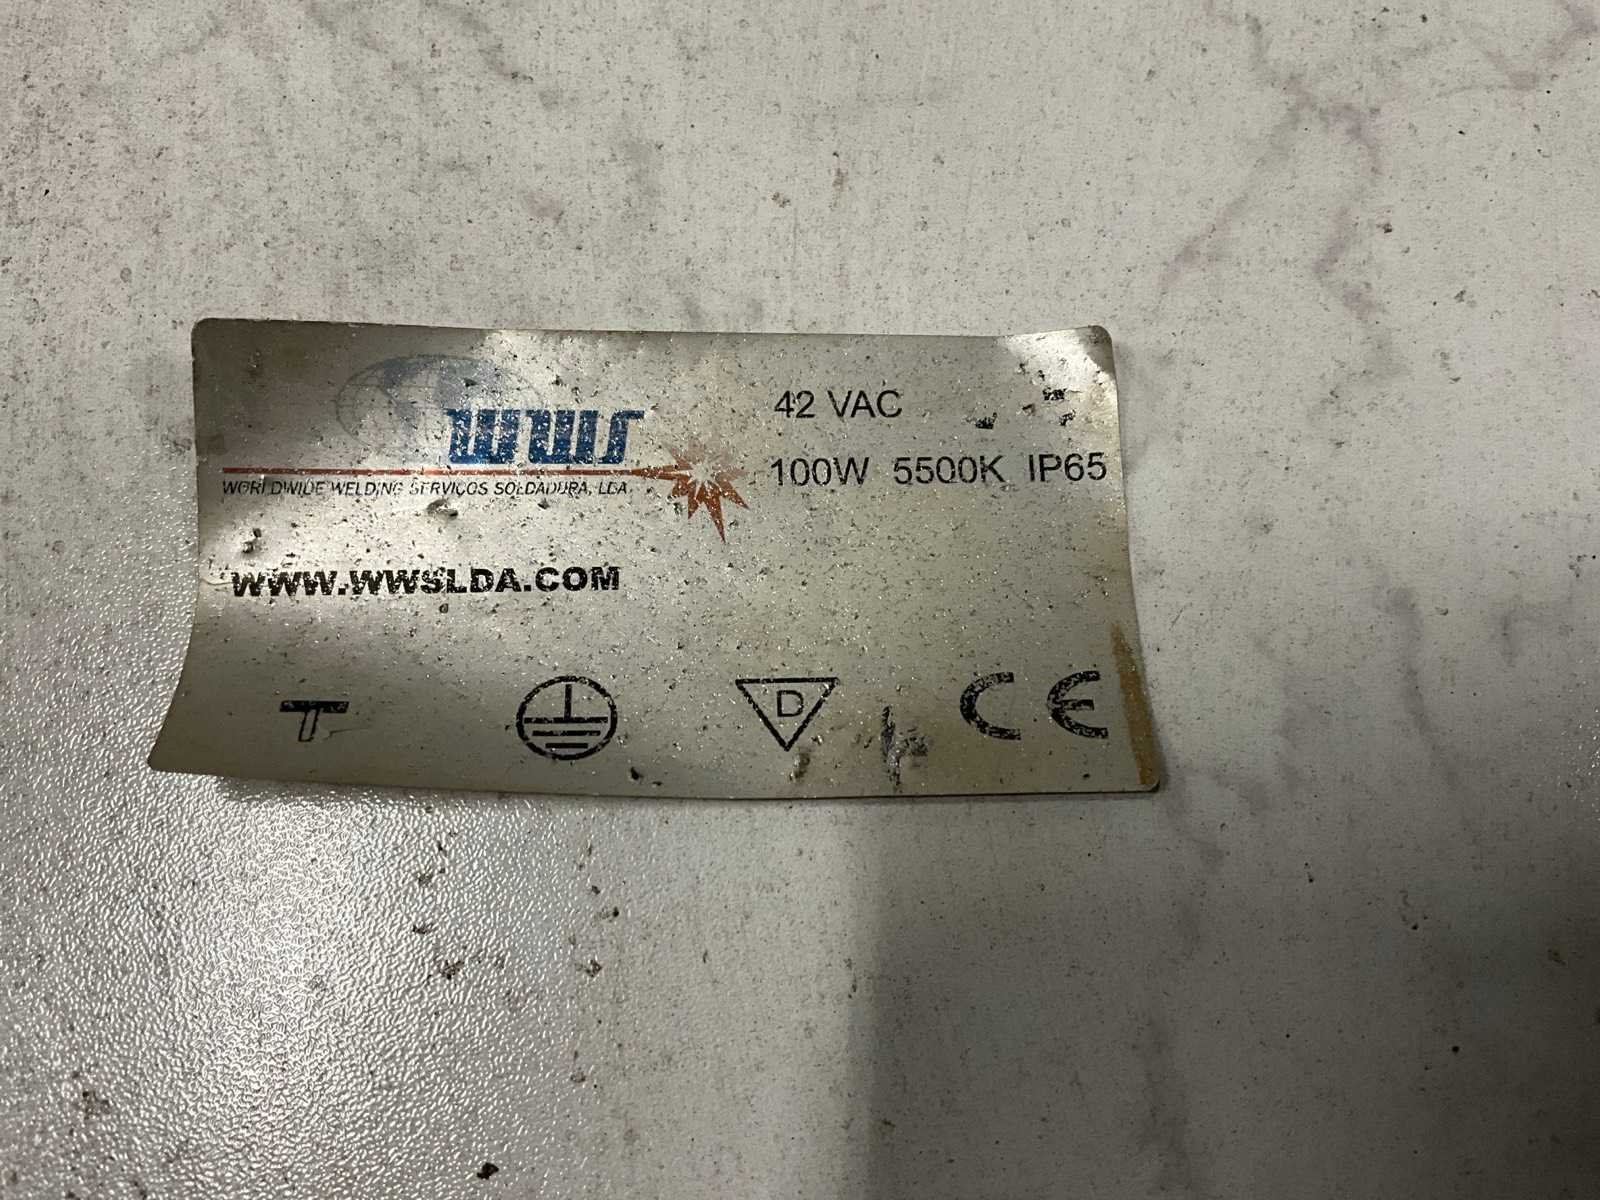 WWS
WORLDWIDE WELDING SERVIÇOS SOLDADURA, LDA.
42 VAC
100W 5500K IP65
WWW.WWSLDA.COM
D
CE